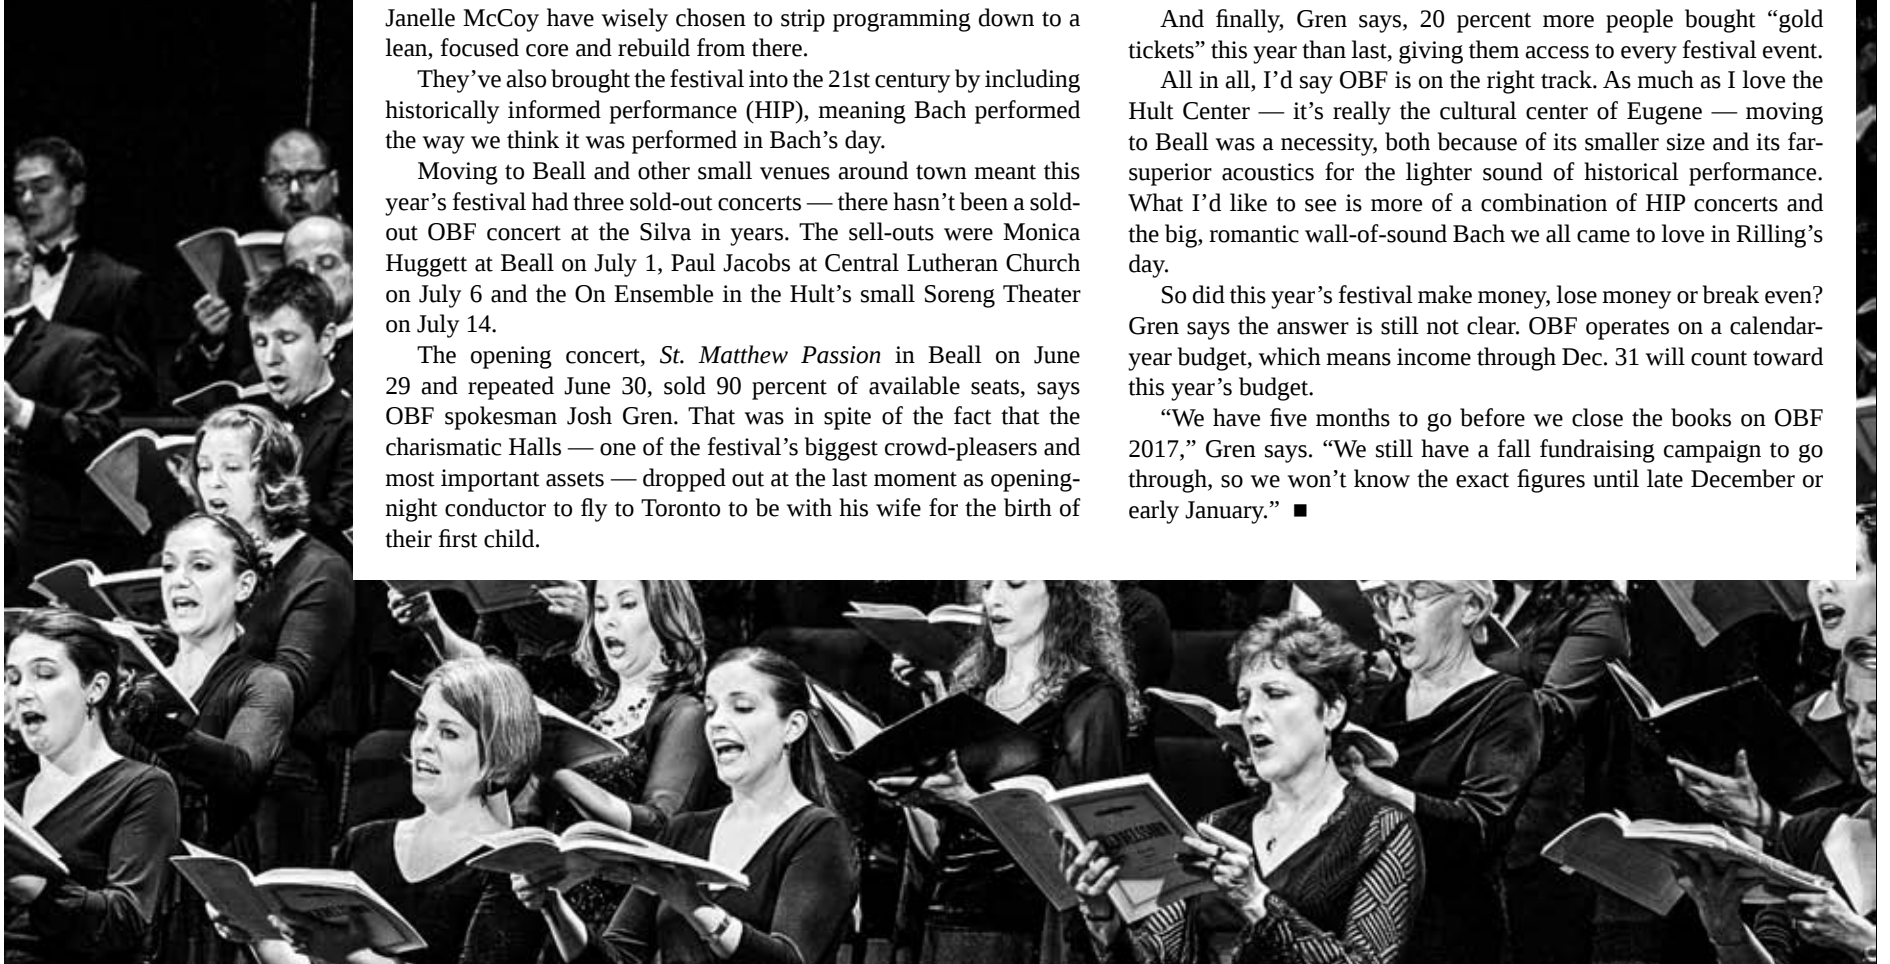 Janelle McCoy have wisely chosen to strip programming down to a
lean, focused core and rebuild from there.
They’ve also brought the festival into the 21st century by including
historically informed performance (HIP), meaning Bach performed
the way we think it was performed in Bach’s day.
Moving to Beall and other small venues around town meant this
year’s festival had three sold-out concerts — there hasn’t been a sold-
out OBF concert at the Silva in years. The sell-outs were Monica
Huggett at Beall on July 1, Paul Jacobs at Central Lutheran Church
on July 6 and the On Ensemble in the Hult’s small Soreng Theater
on July 14.
The opening concert, St. Matthew Passion in Beall on June
29 and repeated June 30, sold 90 percent of available seats, says
OBF spokesman Josh Gren. That was in spite of the fact that the
charismatic Halls — one of the festival’s biggest crowd-pleasers and
most important assets — dropped out at the last moment as opening-
night conductor to fly to Toronto to be with his wife for the birth of
their first child.
And finally, Gren says, 20 percent more people bought “gold
tickets” this year than last, giving them access to every festival event.
All in all, I’d say OBF is on the right track. As much as I love the
Hult Center — it’s really the cultural center of Eugene — moving
to Beall was a necessity, both because of its smaller size and its far-
superior acoustics for the lighter sound of historical performance.
What I’d like to see is more of a combination of HIP concerts and
the big, romantic wall-of-sound Bach we all came to love in Rilling’s
day.
So did this year’s festival make money, lose money or break even?
Gren says the answer is still not clear. OBF operates on a calendar-
year budget, which means income through Dec. 31 will count toward
this year’s budget.
“We have five months to go before we close the books on OBF
2017,” Gren says. “We still have a fall fundraising campaign to go
through, so we won’t know the exact figures until late December or
early January.” ■